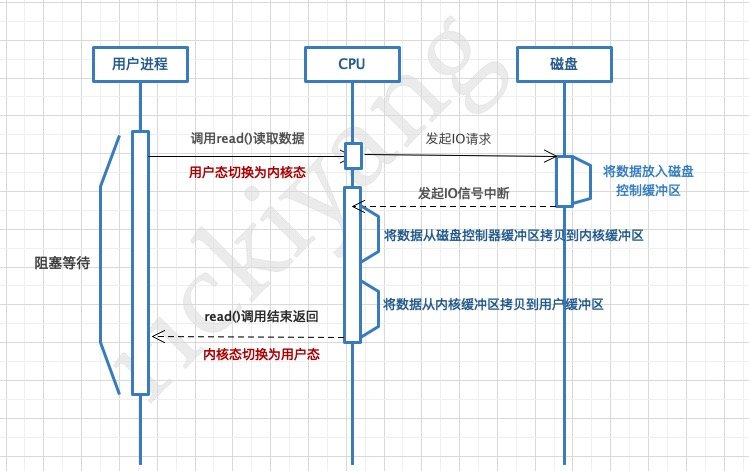 用户进程
CPU
磁盘
调用read()读取数据
发起IO请求
用户态切换为内核态
将数据放入磁盘
控制缓冲区
发起IO信号中断
将数据从磁盘控制器缓冲区拷贝到内核缓冲区
阻塞等待
将数据从内核缓冲区拷贝到用户缓冲区
read()调用结束返回
内核态切换为用户态
rickiyang